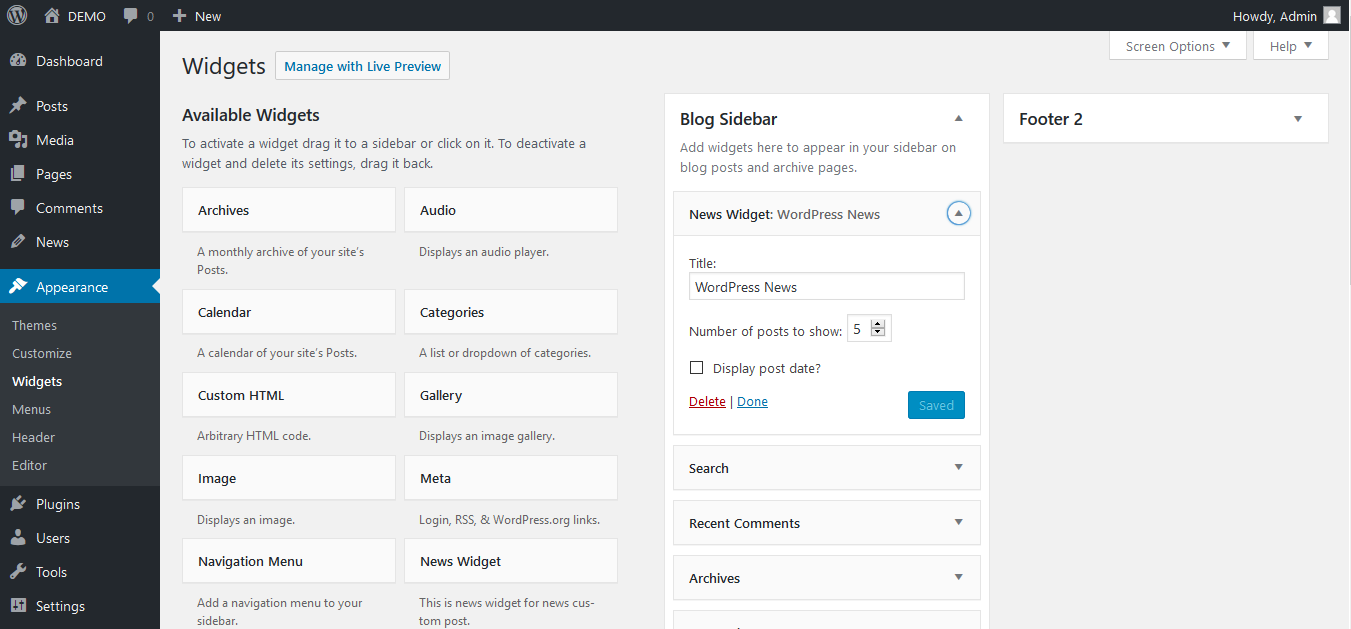 DEMO
0
New
Howdy, Admin
Dashboard
Posts
Media
Pages
Comments
News
Appearance
Themes
Customize
Widgets
Menus
Header
Editor
Plugins
Users
Tools
Settings
Screen Options
Help
Widgets
Manage with Live Preview
Available Widgets
To activate a widget drag it to a sidebar or click on it. To deactivate a
widget and delete its settings, drag it back.
Archives
A monthly archive of your site's
Posts.
Audio
Displays an audio player.
Calendar
A calendar of your site's Posts.
Categories
A list or dropdown of categories.
Custom HTML
Arbitrary HTML code.
Gallery
Displays an image gallery.
Image
Displays an image.
Meta
Login, RSS, & WordPress.org links.
Navigation Menu
Add a navigation menu to your
sidebar.
News Widget
This is news widget for news cus-
tom post.
Blog Sidebar
Add widgets here to appear in your sidebar on
blog posts and archive pages.
News Widget: WordPress News
Title:
WordPress News
Number of posts to show: 5
Display post date?
Delete | Done
Saved
Search
Recent Comments
Archives
Footer 2